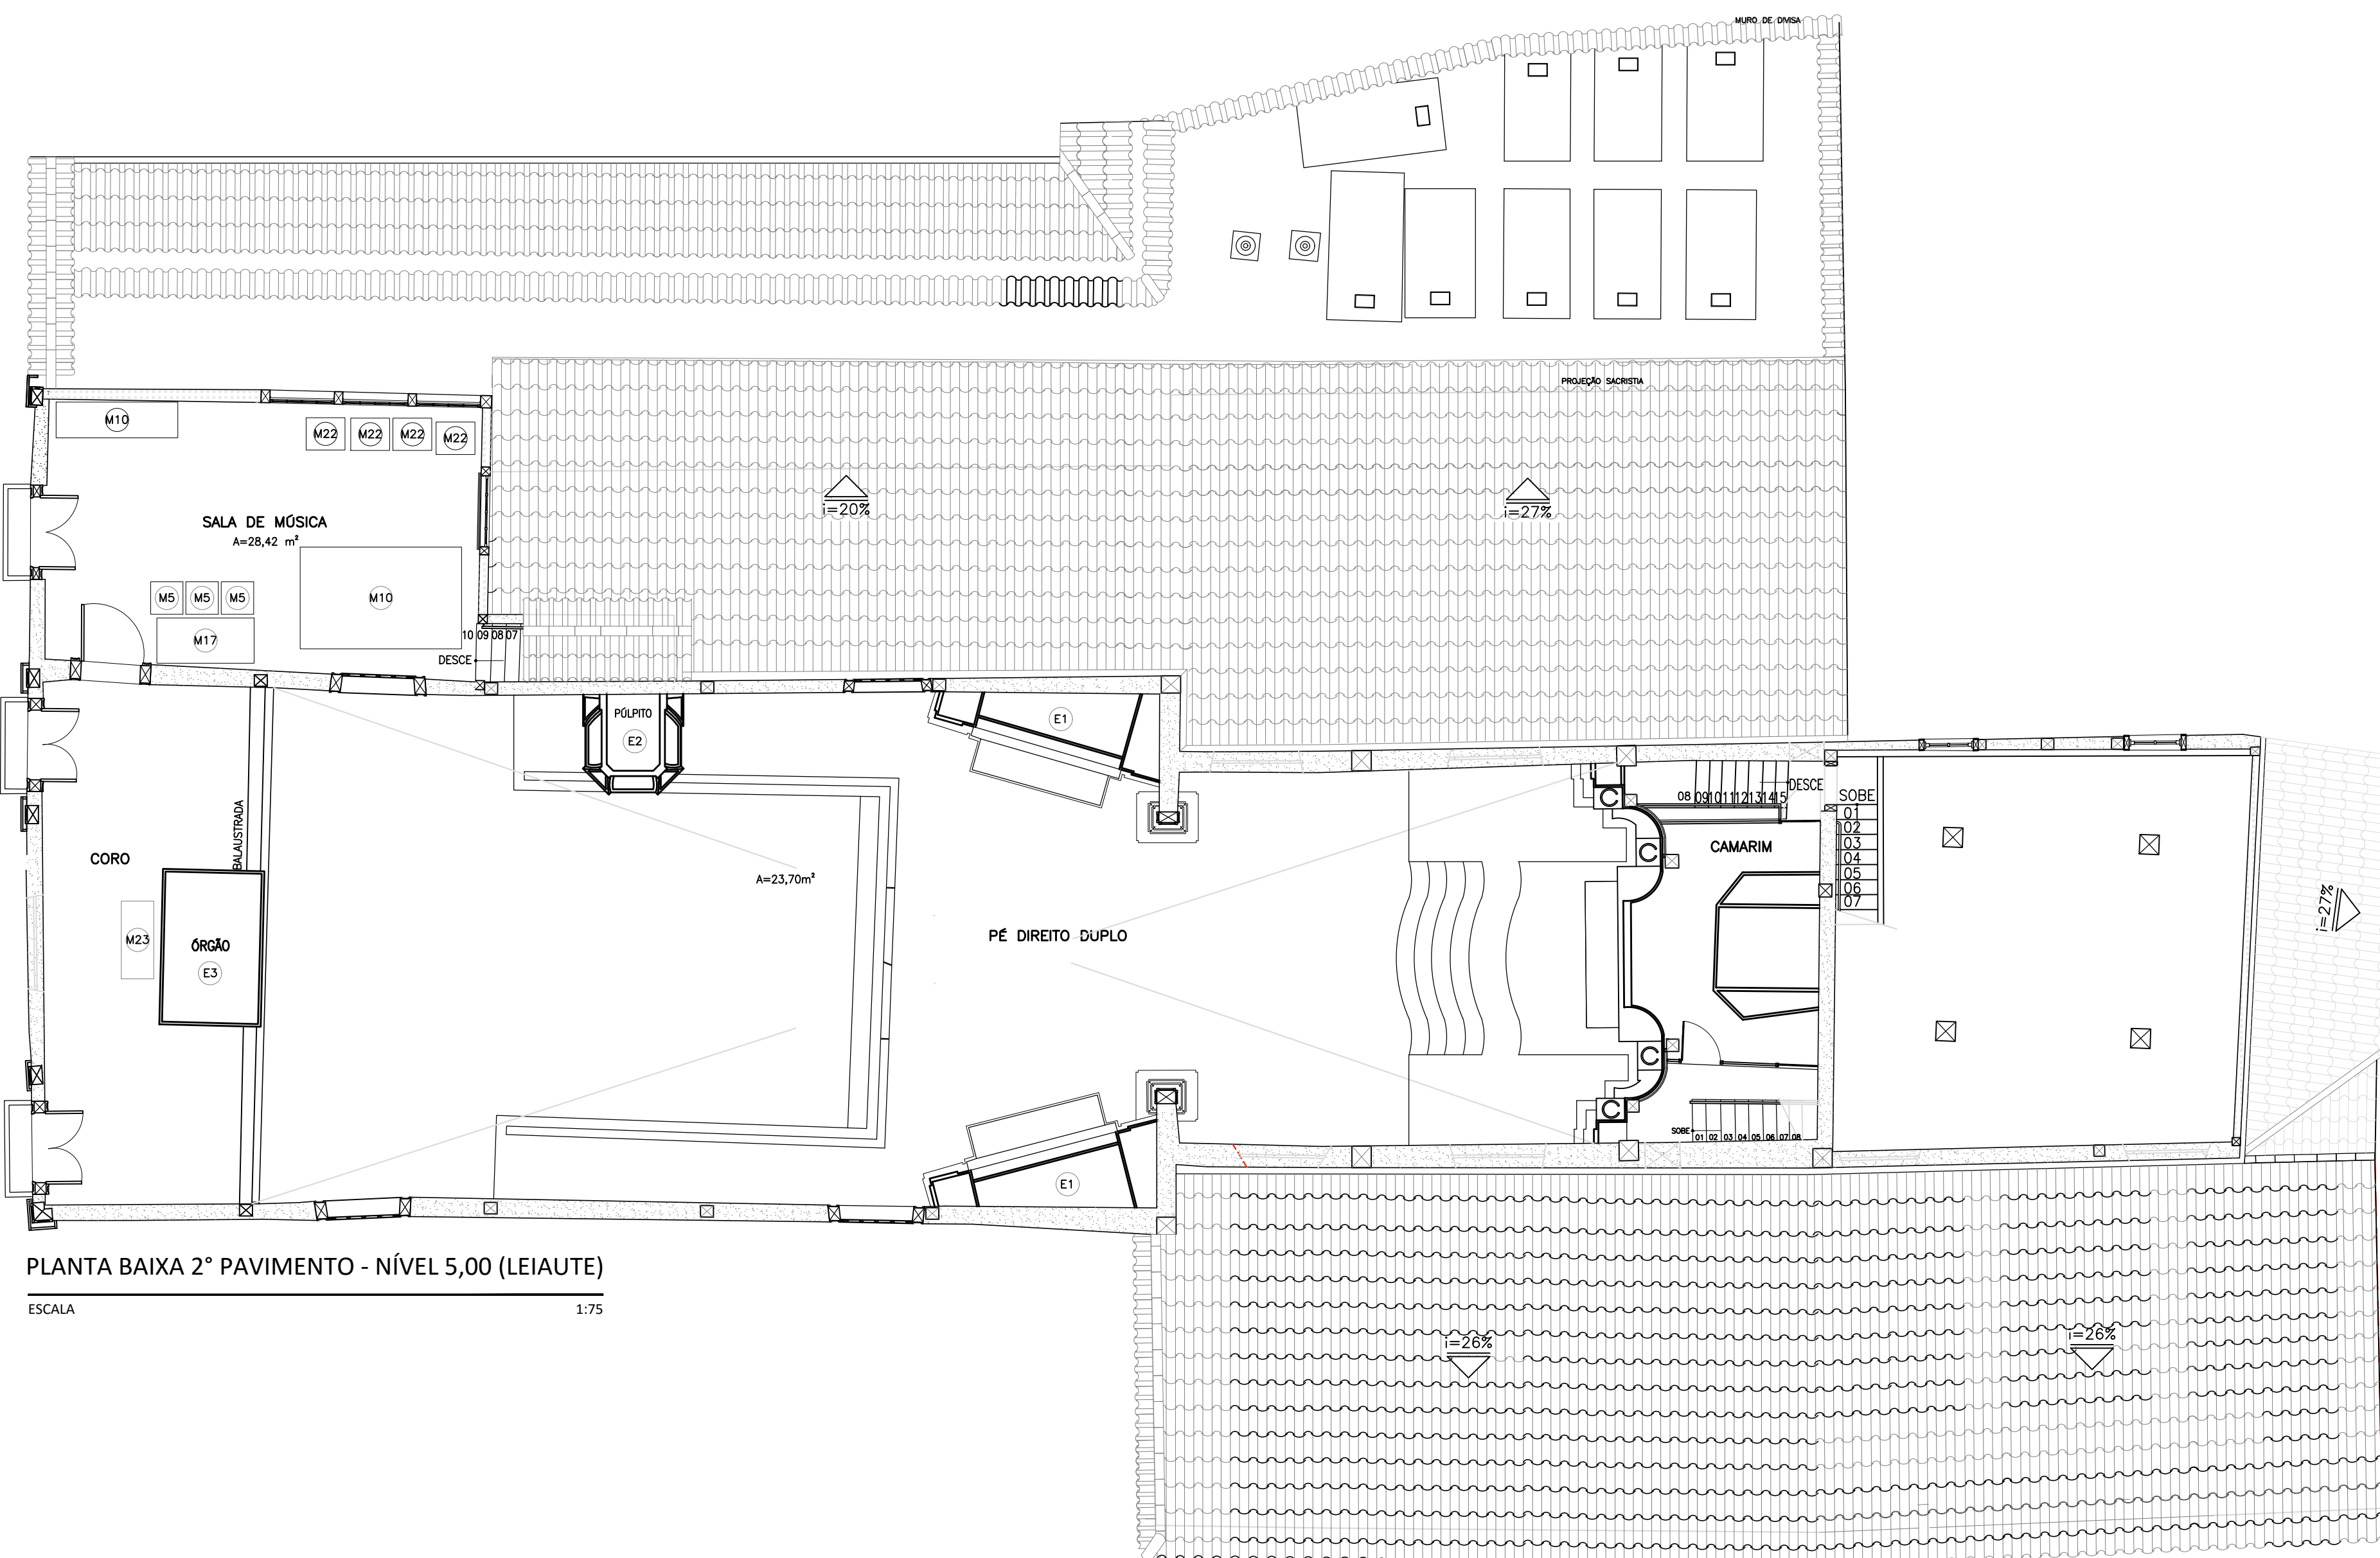 MURO DE DIVISA
PROJEÇÃO SACRISTIA
M10
M22
M22
M22
M22
i=20%
i=27%
SALA DE MÚSICA
A=28,42 m²
M5
M5
M5
M10
M17
10 09 08 07
DESCE
PÚLPITO
E2
E1
BALAUSTRADA
CORO
A=23,70m²
M23
ÓRGÃO
E3
PÉ DIREITO DUPLO
C
C
C
C
08 09 10 11 12 13 14 15
DESCE
SOBE
01
02
03
04
05
06
07
CAMARIM
i=27%
SOBE
01 02 03 04 05 06 07 08
E1
PLANTA BAIXA 2° PAVIMENTO - NÍVEL 5,00 (LEIAUTE)
ESCALA 1:75
i=26%
i=26%